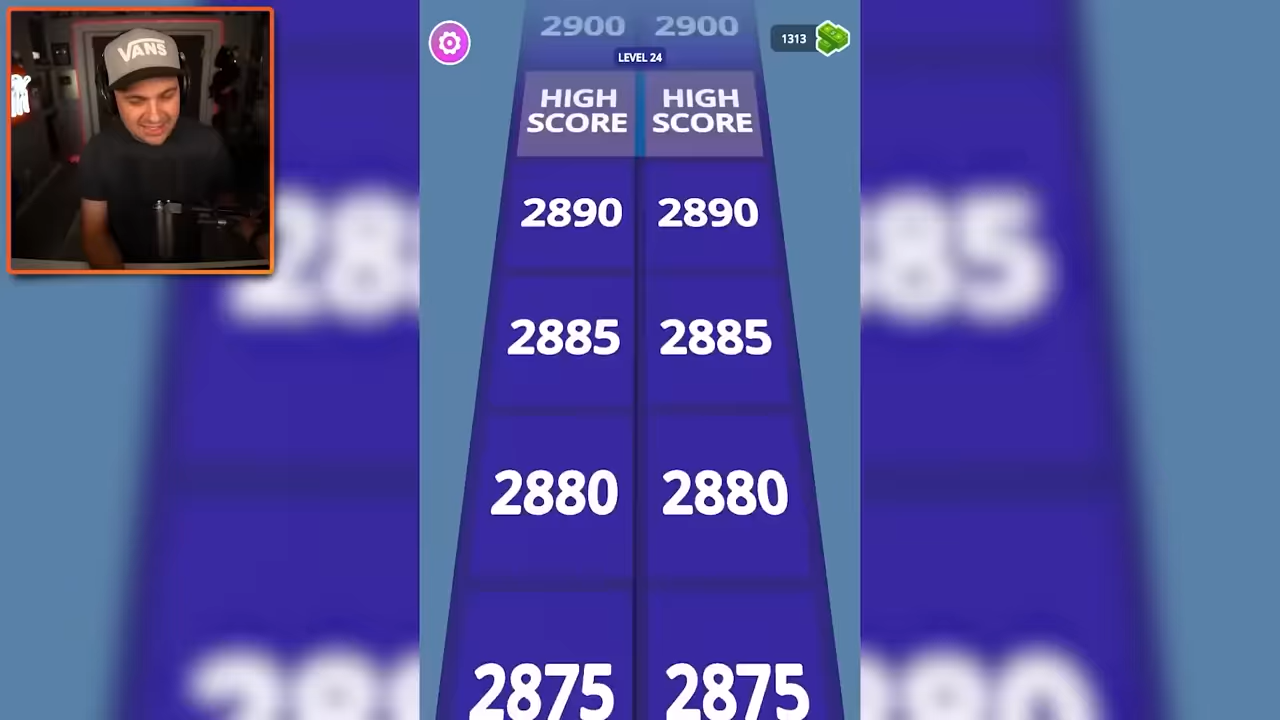 VANS
2900 2900
LEVEL 24
1313
HIGH SCORE
HIGH SCORE
2890 2890
2885 2885
2880 2880
2875 2875